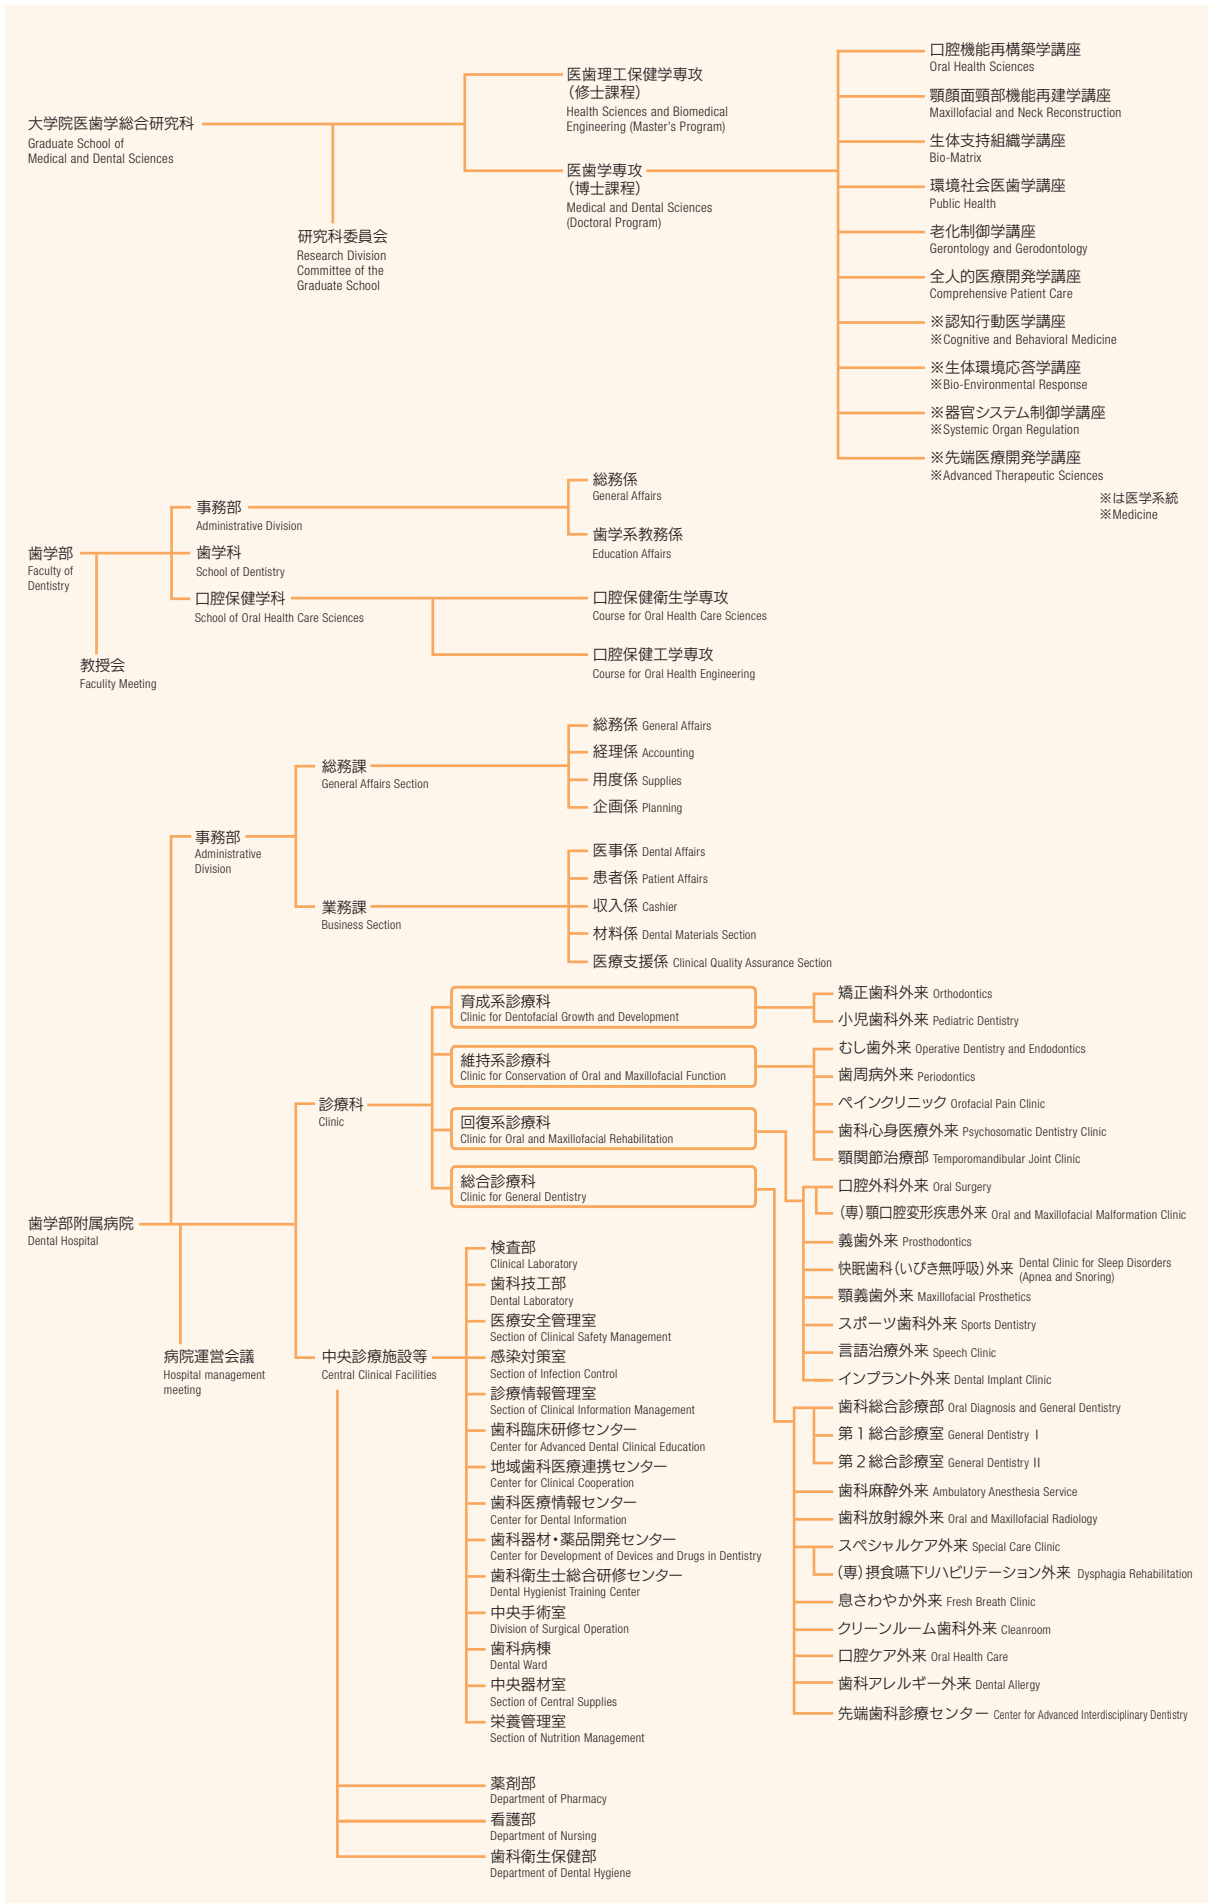 大学院医歯学総合研究科
Graduate School of
Medical and Dental Sciences
研究科委員会
Research Division
Committee of the
Graduate School
医歯理工保健学専攻
（修士課程）
Health Sciences and Biomedical
Engineering (Master's Program)
医歯学専攻
（博士課程）
Medical and Dental Sciences
(Doctoral Program)
口腔機能再構築学講座
Oral Health Sciences
顎顔面頸部機能再建学講座
Maxillofacial and Neck Reconstruction
生体支持組織学講座
Bio-Matrix
環境社会医歯学講座
Public Health
老化制御学講座
Gerontology and Gerodontology
全人的医療開発学講座
Comprehensive Patient Care
※認知行動医学講座
※Cognitive and Behavioral Medicine
※生体環境応答学講座
※Bio-Environmental Response
※器官システム制御学講座
※Systemic Organ Regulation
※先端医療開発学講座
※Advanced Therapeutic Sciences
※は医学系統
※Medicine
歯学部
Faculty of
Dentistry
教授会
Faculity Meeting
事務部
Administrative Division
歯学科
School of Dentistry
口腔保健学科
School of Oral Health Care Sciences
総務係
General Affairs
歯学系教務係
Education Affairs
口腔保健衛生学専攻
Course for Oral Health Care Sciences
口腔保健工学専攻
Course for Oral Health Engineering
歯学部附属病院
Dental Hospital
病院運営会議
Hospital management
meeting
事務部
Administrative
Division
総務課
General Affairs Section
総務係 General Affairs
経理係 Accounting
用度係 Supplies
企画係 Planning
業務課
Business Section
医事係 Dental Affairs
患者係 Patient Affairs
収入係 Cashier
材料係 Dental Materials Section
医療支援係 Clinical Quality Assurance Section
診療科
Clinic
育成系診療科
Clinic for Dentofacial Growth and Development
維持系診療科
Clinic for Conservation of Oral and Maxillofacial Function
回復系診療科
Clinic for Oral and Maxillofacial Rehabilitation
総合診療科
Clinic for General Dentistry
矯正歯科外来 Orthodontics
小児歯科外来 Pediatric Dentistry
むし歯外来 Operative Dentistry and Endodontics
歯周病外来 Periodontics
ペインクリニック Orofacial Pain Clinic
歯科心身医療外来 Psychosomatic Dentistry Clinic
顎関節治療部 Temporomandibular Joint Clinic
口腔外科外来 Oral Surgery
（専）顎口腔変形疾患外来 Oral and Maxillofacial Malformation Clinic
義歯外来 Prosthodontics
快眠歯科（いびき無呼吸）外来 Dental Clinic for Sleep Disorders
(Apnea and Snoring)
顎義歯外来 Maxillofacial Prosthetics
スポーツ歯科外来 Sports Dentistry
言語治療外来 Speech Clinic
インプラント外来 Dental Implant Clinic
歯科総合診療部 Oral Diagnosis and General Dentistry
第1総合診療室 General Dentistry Ⅰ
第2総合診療室 General Dentistry II
歯科麻酔外来 Ambulatory Anesthesia Service
歯科放射線外来 Oral and Maxillofacial Radiology
スペシャルケア外来 Special Care Clinic
（専）摂食嚥下リハビリテーション外来 Dysphagia Rehabilitation
息さわやか外来 Fresh Breath Clinic
クリーンルーム歯科外来 Cleanroom
口腔ケア外来 Oral Health Care
歯科アレルギー外来 Dental Allergy
先端歯科診療センター Center for Advanced Interdisciplinary Dentistry
中央診療施設等
Central Clinical Facilities
検査部
Clinical Laboratory
歯科技工部
Dental Laboratory
医療安全管理室
Section of Clinical Safety Management
感染対策室
Section of Infection Control
診療情報管理室
Section of Clinical Information Management
歯科臨床研修センター
Center for Advanced Dental Clinical Education
地域歯科医療連携センター
Center for Clinical Cooperation
歯科医療情報センター
Center for Dental Information
歯科器材・薬品開発センター
Center for Development of Devices and Drugs in Dentistry
歯科衛生士総合研修センター
Dental Hygienist Training Center
中央手術室
Division of Surgical Operation
歯科病棟
Dental Ward
中央器材室
Section of Central Supplies
栄養管理室
Section of Nutrition Management
薬剤部
Department of Pharmacy
看護部
Department of Nursing
歯科衛生保健部
Department of Dental Hygiene